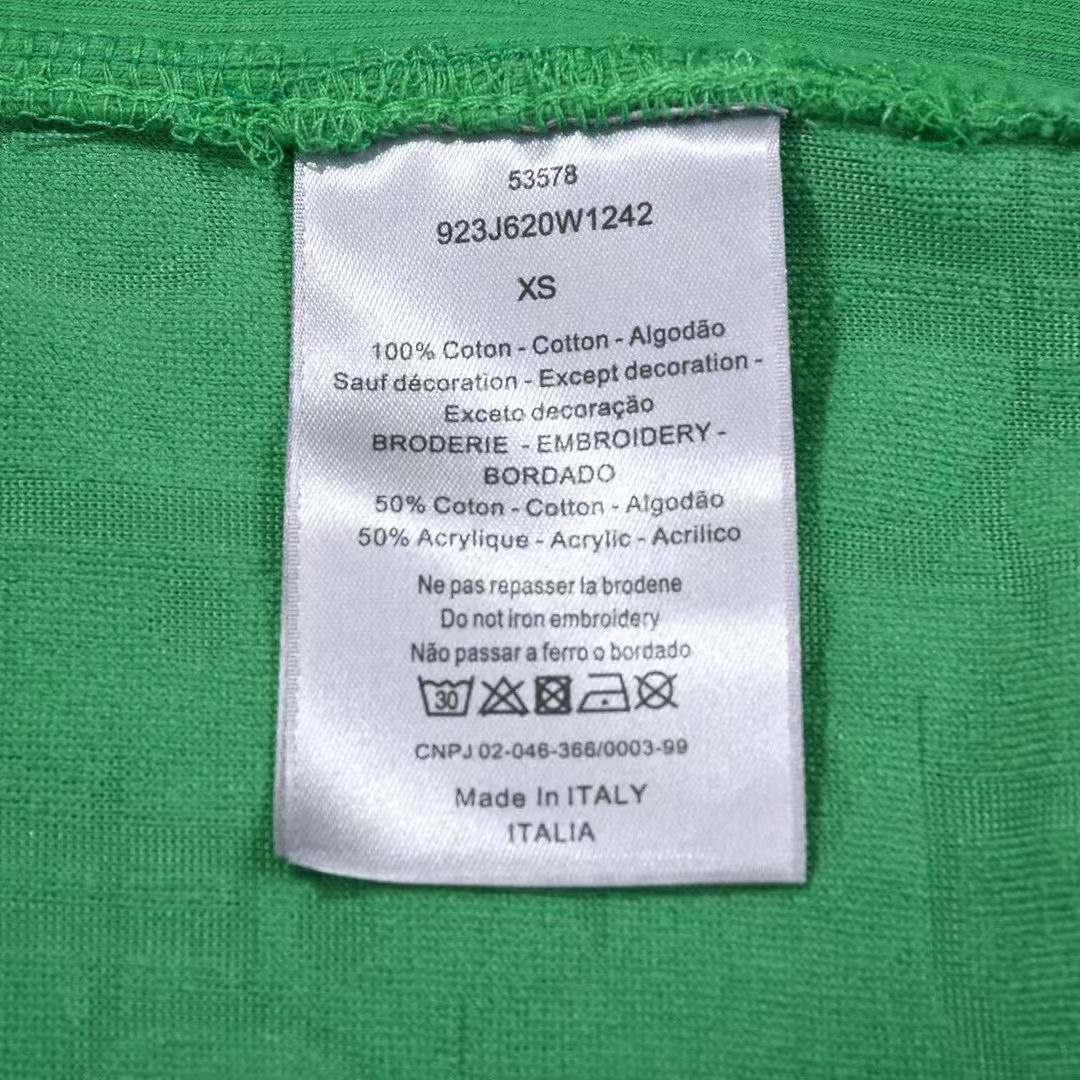 53578
923J620W1242
XS
100% Coton - Cotton - Algodão
Sauf décoration - Except decoration -
Exceto decoração
BRODERIE - EMBROIDERY -
BORDADO
50% Coton - Cotton - Algodão
50% Acrylique - Acrylic - Acrilico
Ne pas repasser la brodene
Do not iron embroidery
Não passar a ferro o bordado
30
CNPJ 02-046-366/0003-99
Made In ITALY
ITALIA